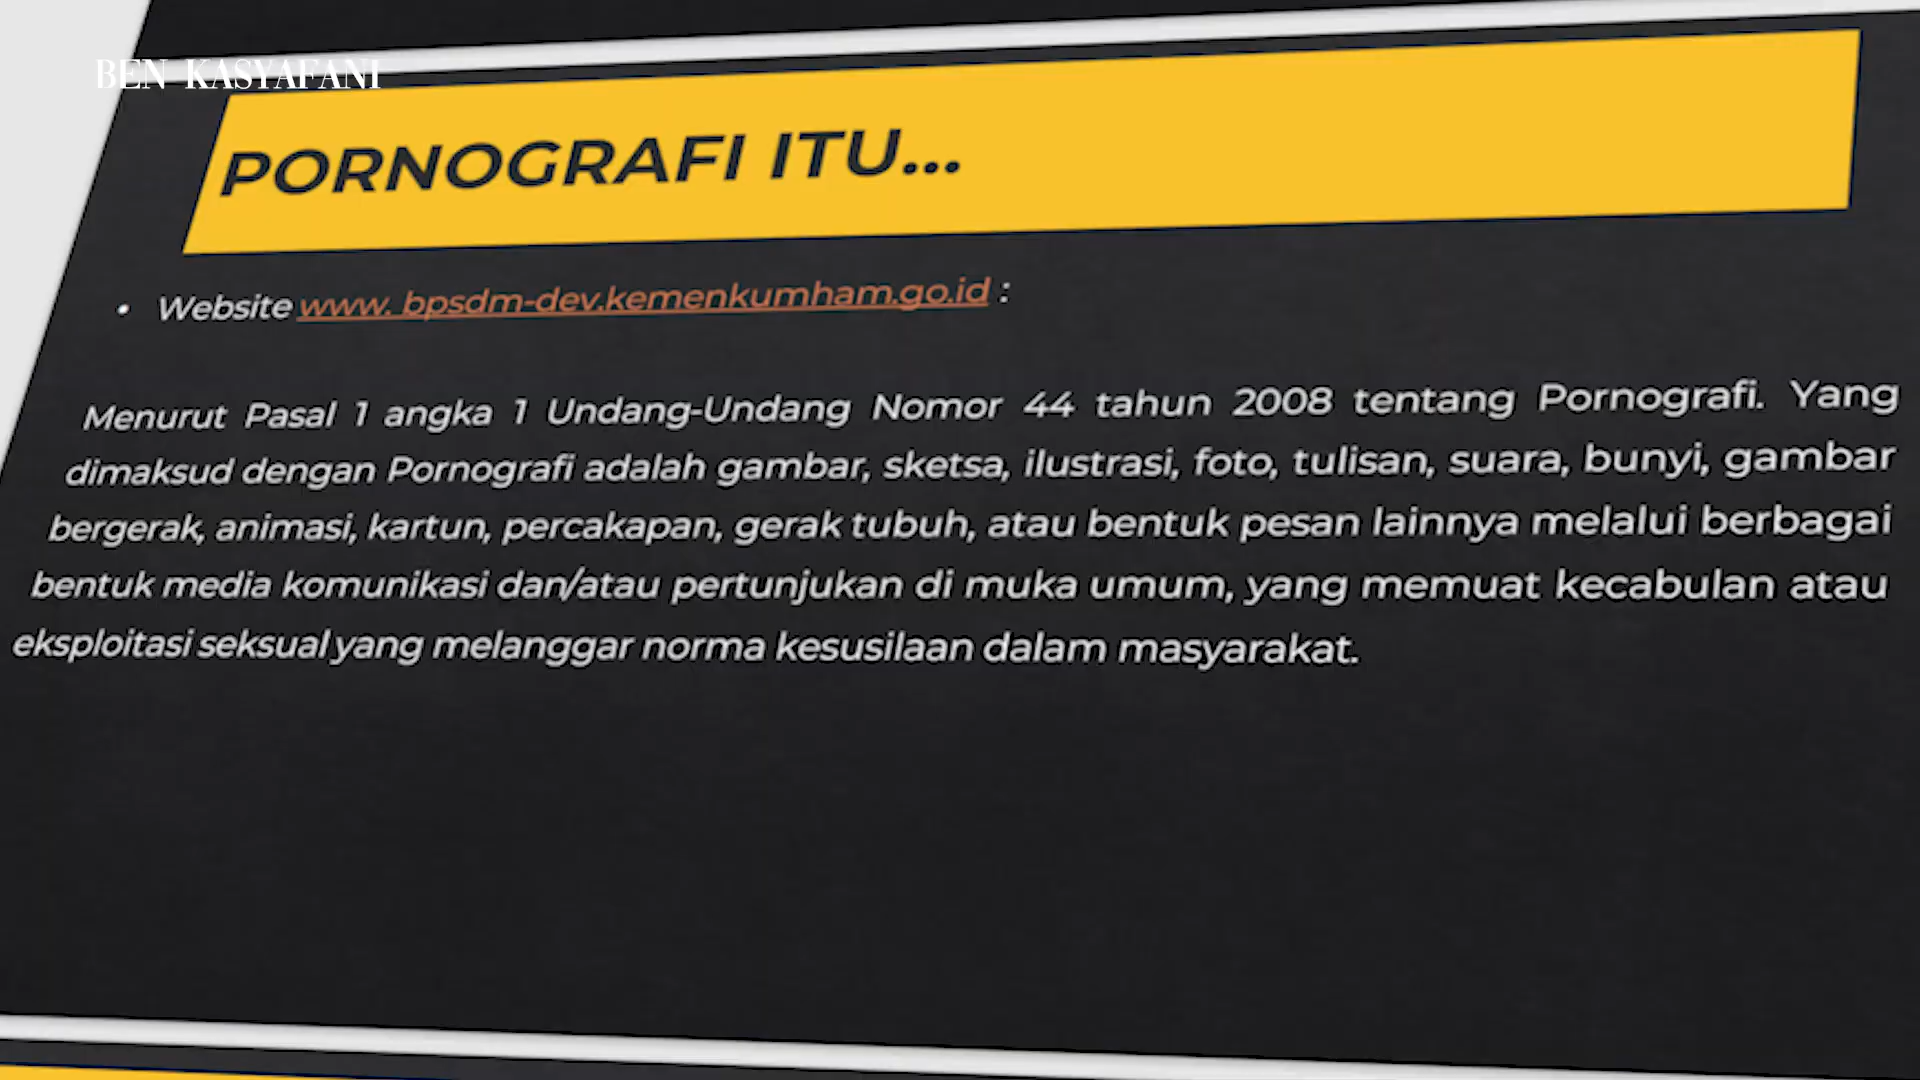 BEN KASYAFANI
PORNOGRAFI ITU...
• Website www. bpsdm-dev.kemenkumham.go.id :
Menurut Pasal 1 angka 1 Undang-Undang Nomor 44 tahun 2008 tentang Pornografi. Yang
dimaksud dengan Pornografi adalah gambar, sketsa, ilustrasi, foto, tulisan, suara, bunyi, gambar
bergerak, animasi, kartun, percakapan, gerak tubuh, atau bentuk pesan lainnya melalui berbagai
bentuk media komunikasi dan/atau pertunjukan di muka umum, yang memuat kecabulan atau
eksploitasi seksual yang melanggar norma kesusilaan dalam masyarakat.